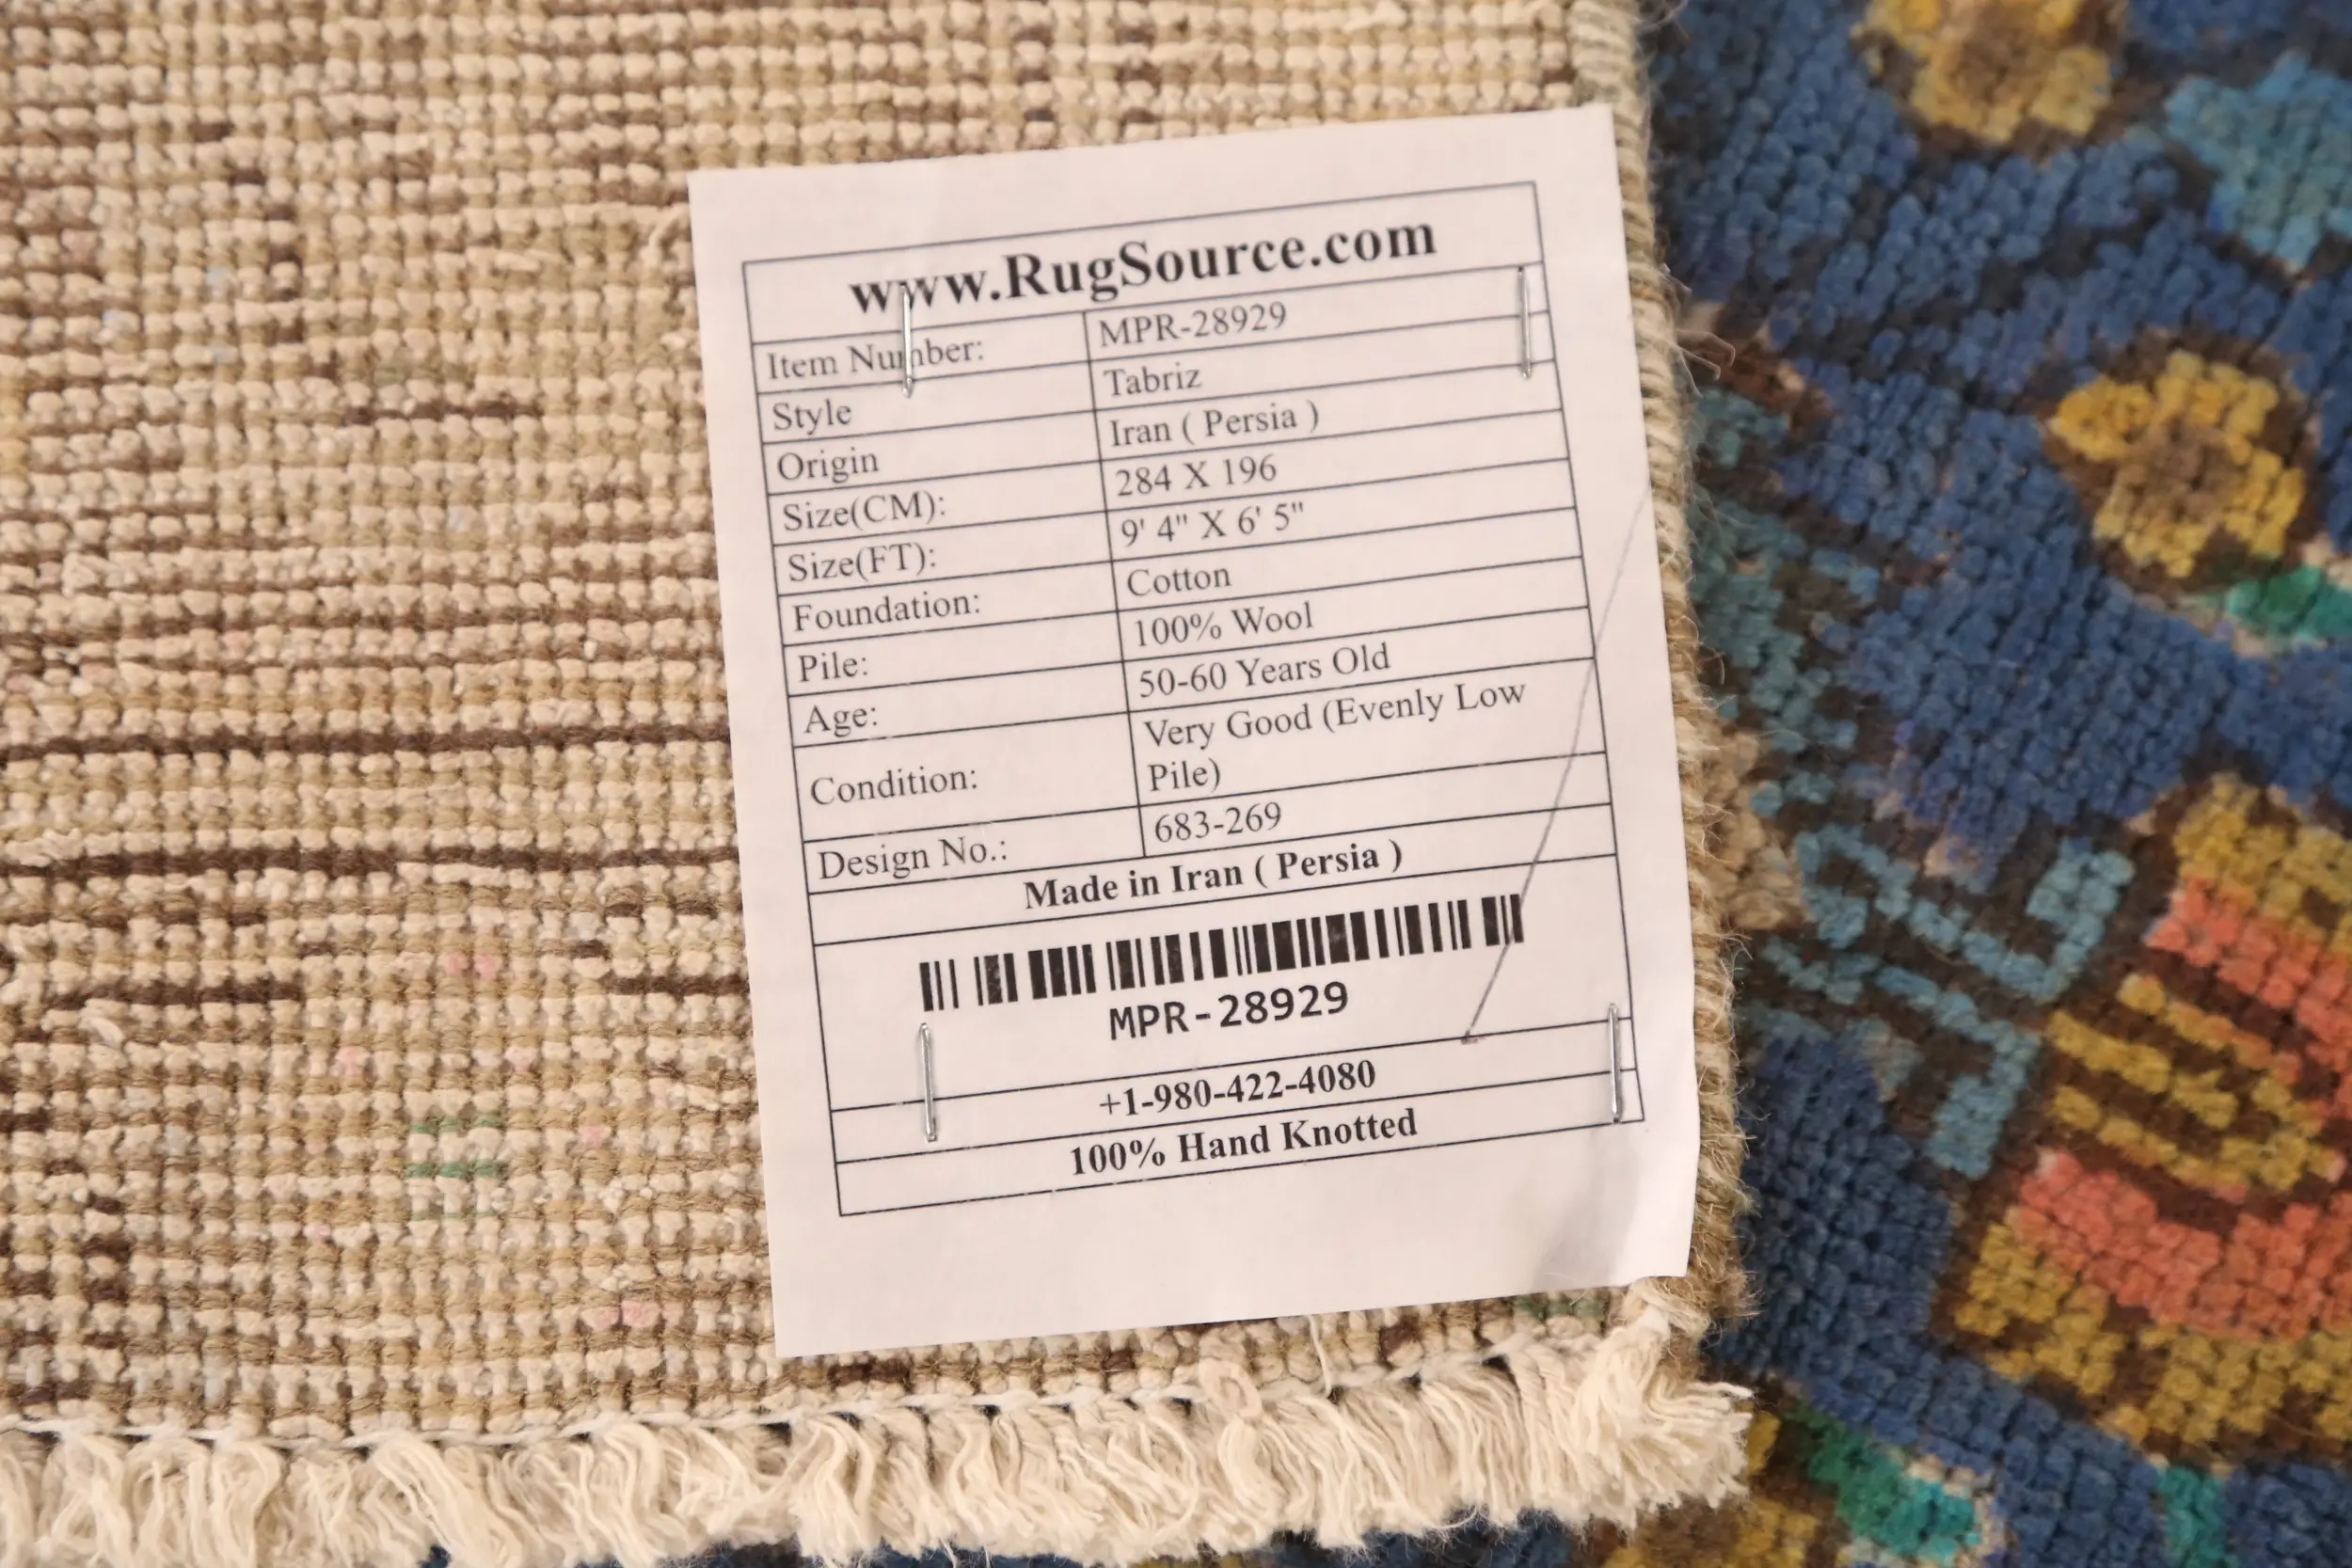 www.RugSource.com
Item Number: MPR-28929
Style Tabriz
Origin Iran ( Persia )
Size(CM): 284 X 196
Size(FT): 9' 4" X 6' 5"
Foundation: Cotton
Pile: 100% Wool
Age: 50-60 Years Old
Condition: Very Good (Evenly Low
Pile)
Design No.: 683-269
Made in Iran ( Persia )
MPR-28929
+1-980-422-4080
100% Hand Knotted